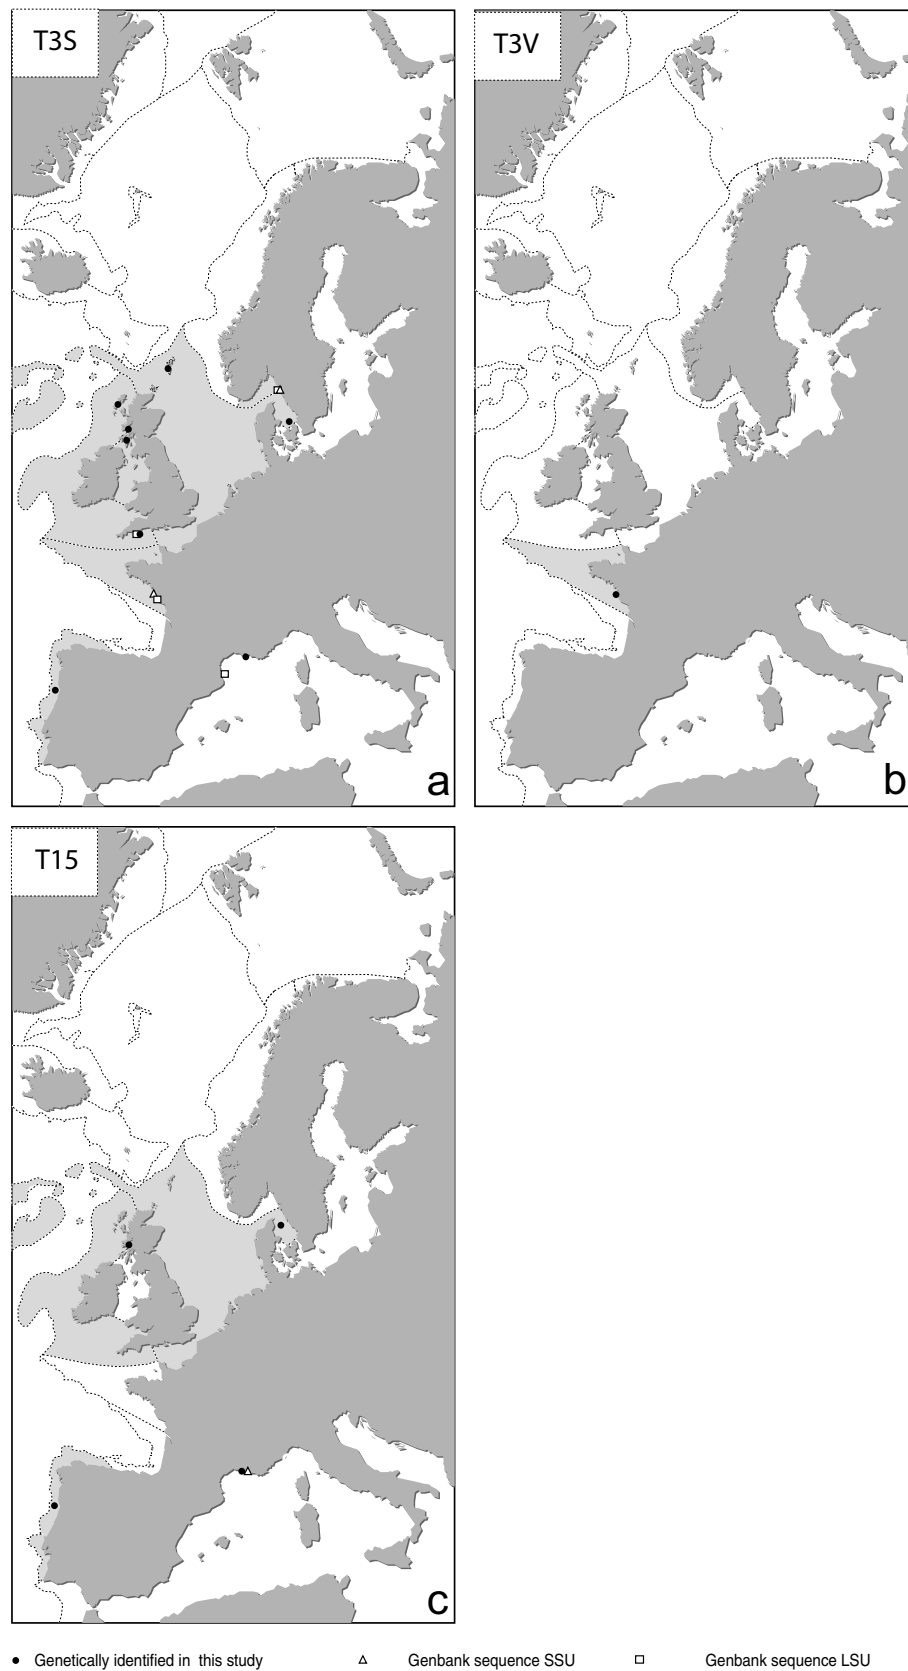 T3S
T3V
a
b
T15
c
Genetically identified in this study
Genbank sequence SSU
Genbank sequence LSU